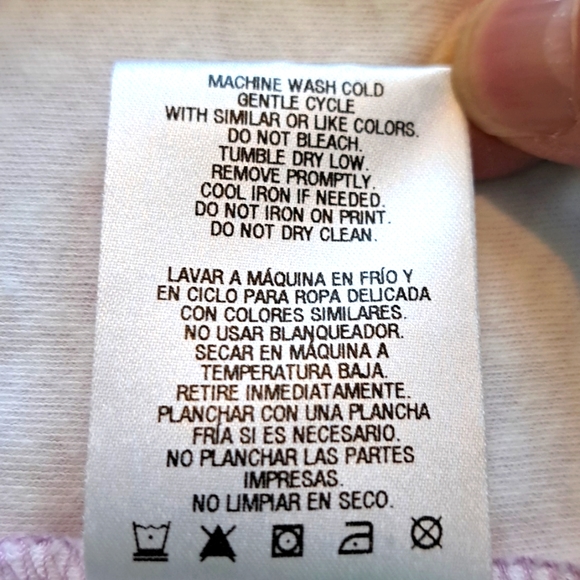 MACHINE WASH COLD
GENTLE CYCLE
WITH SIMILAR OR LIKE COLORS.
DO NOT BLEACH.
TUMBLE DRY LOW.
REMOVE PROMPTLY.
COOL IRON IF NEEDED.
DO NOT IRON ON PRINT.
DO NOT DRY CLEAN.
LAVAR A MÁQUINA EN FRÍO Y
EN CICLO PARA ROPA DELICADA
CON COLORES SIMILARES.
NO USAR BLANQUEADOR.
SECAR EN MÁQUINA A
TEMPERATURA BAJA.
RETIRE INMEDIATAMENTE.
PLANCHAR CON UNA PLANCHA
FRÍA SI ES NECESARIO.
NO PLANCHAR LAS PARTES
IMPRESAS.
NO LIMPIAR EN SECO.